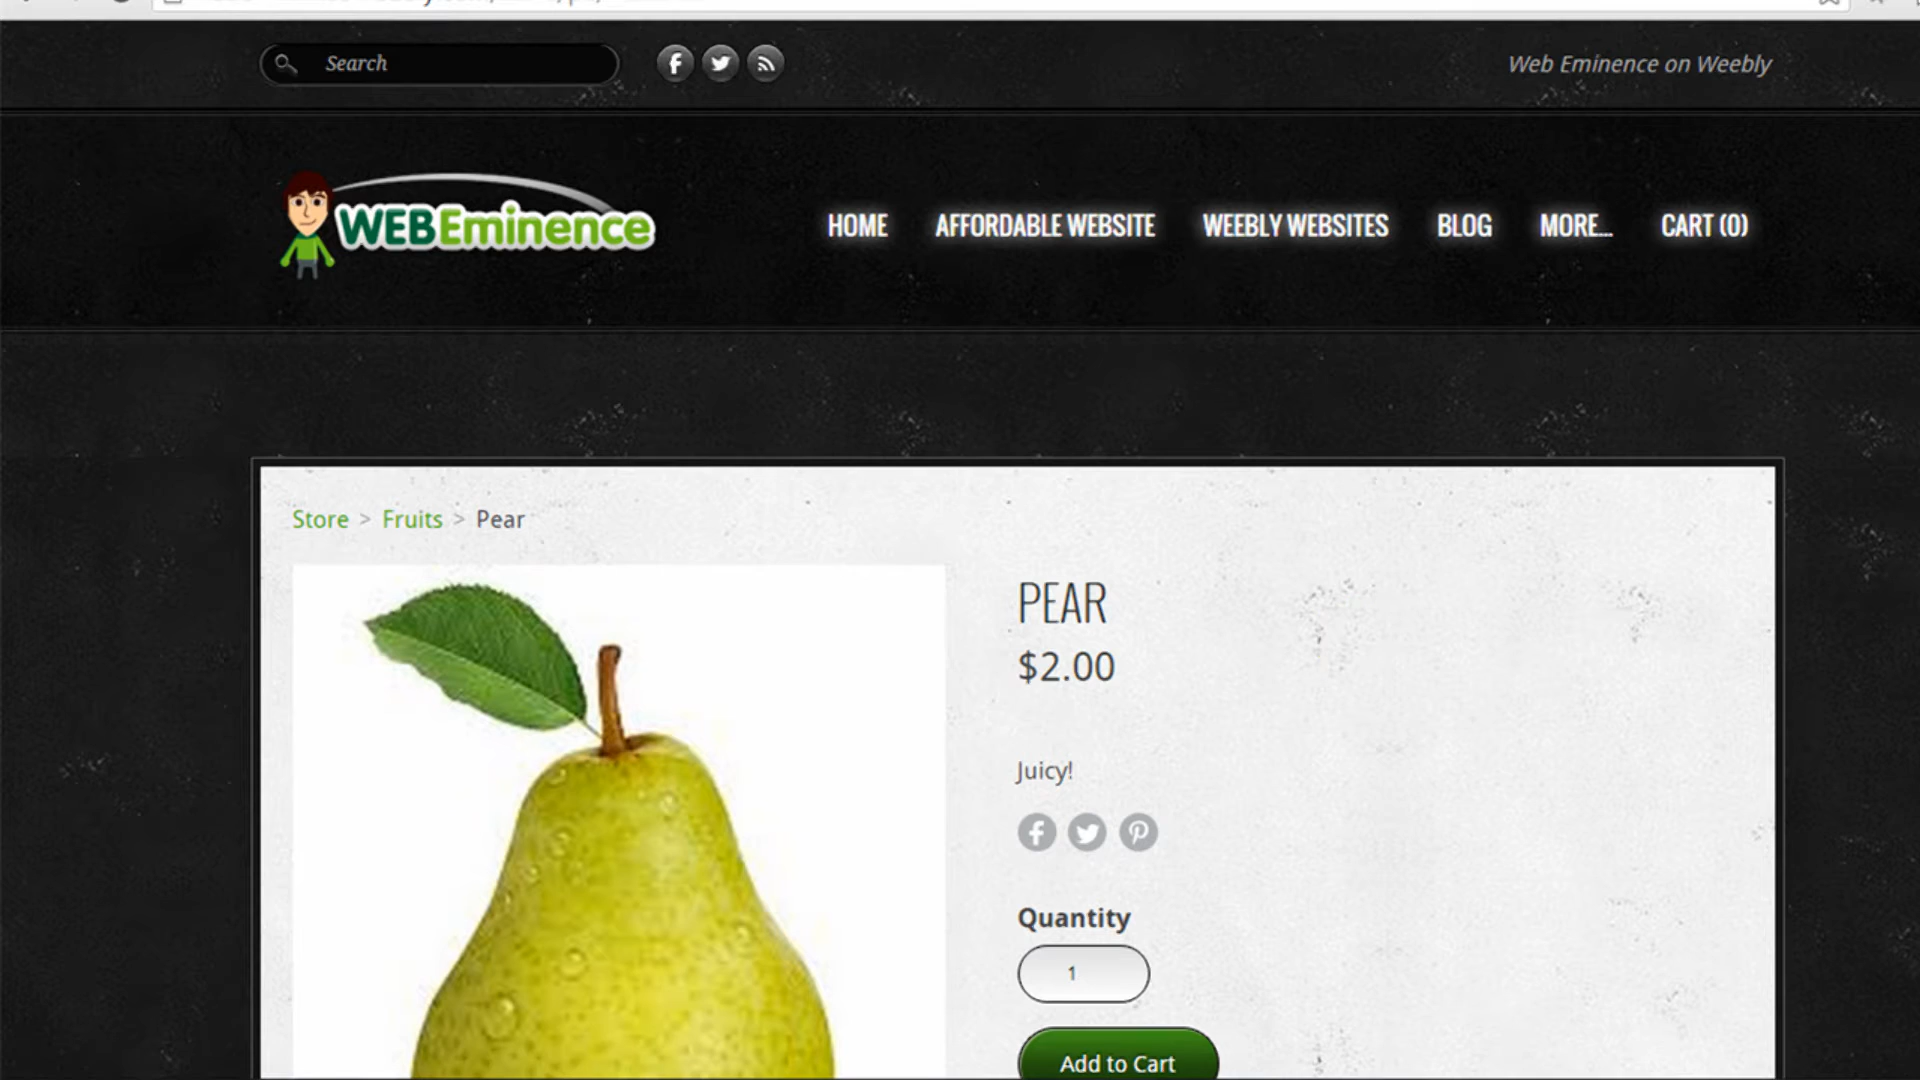 Search
Web Eminence on Weebly
WEBEminence
HOME AFFORDABLE WEBSITE WEEBLY WEBSITES BLOG MORE... CART (0)
Store > Fruits > Pear
PEAR
$2.00
Juicy!
Quantity
1
Add to Cart